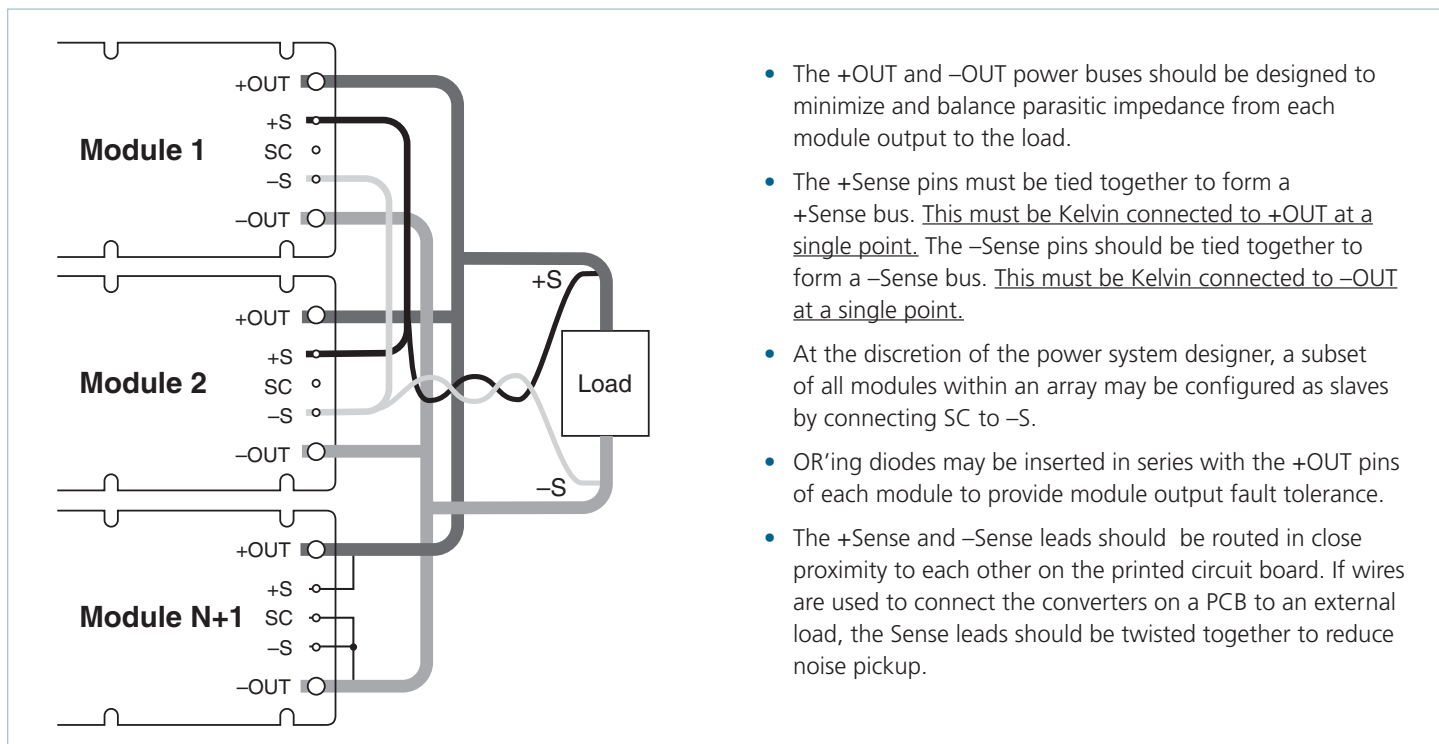 +OUT
+S
Module 1
SC
–S
–OUT
+OUT
+S
Module 2
SC
–S
–OUT
+OUT
+S
Module N+1
SC
–S
–OUT
+S
Load
–S
• The +OUT and –OUT power buses should be designed to
minimize and balance parasitic impedance from each
module output to the load.
• The +Sense pins must be tied together to form a
+Sense bus. This must be Kelvin connected to +OUT at a
single point. The –Sense pins should be tied together to
form a –Sense bus. This must be Kelvin connected to –OUT
at a single point.
• At the discretion of the power system designer, a subset
of all modules within an array may be configured as slaves
by connecting SC to –S.
• OR’ing diodes may be inserted in series with the +OUT pins
of each module to provide module output fault tolerance.
• The +Sense and –Sense leads should be routed in close
proximity to each other on the printed circuit board. If wires
are used to connect the converters on a PCB to an external
load, the Sense leads should be twisted together to reduce
noise pickup.